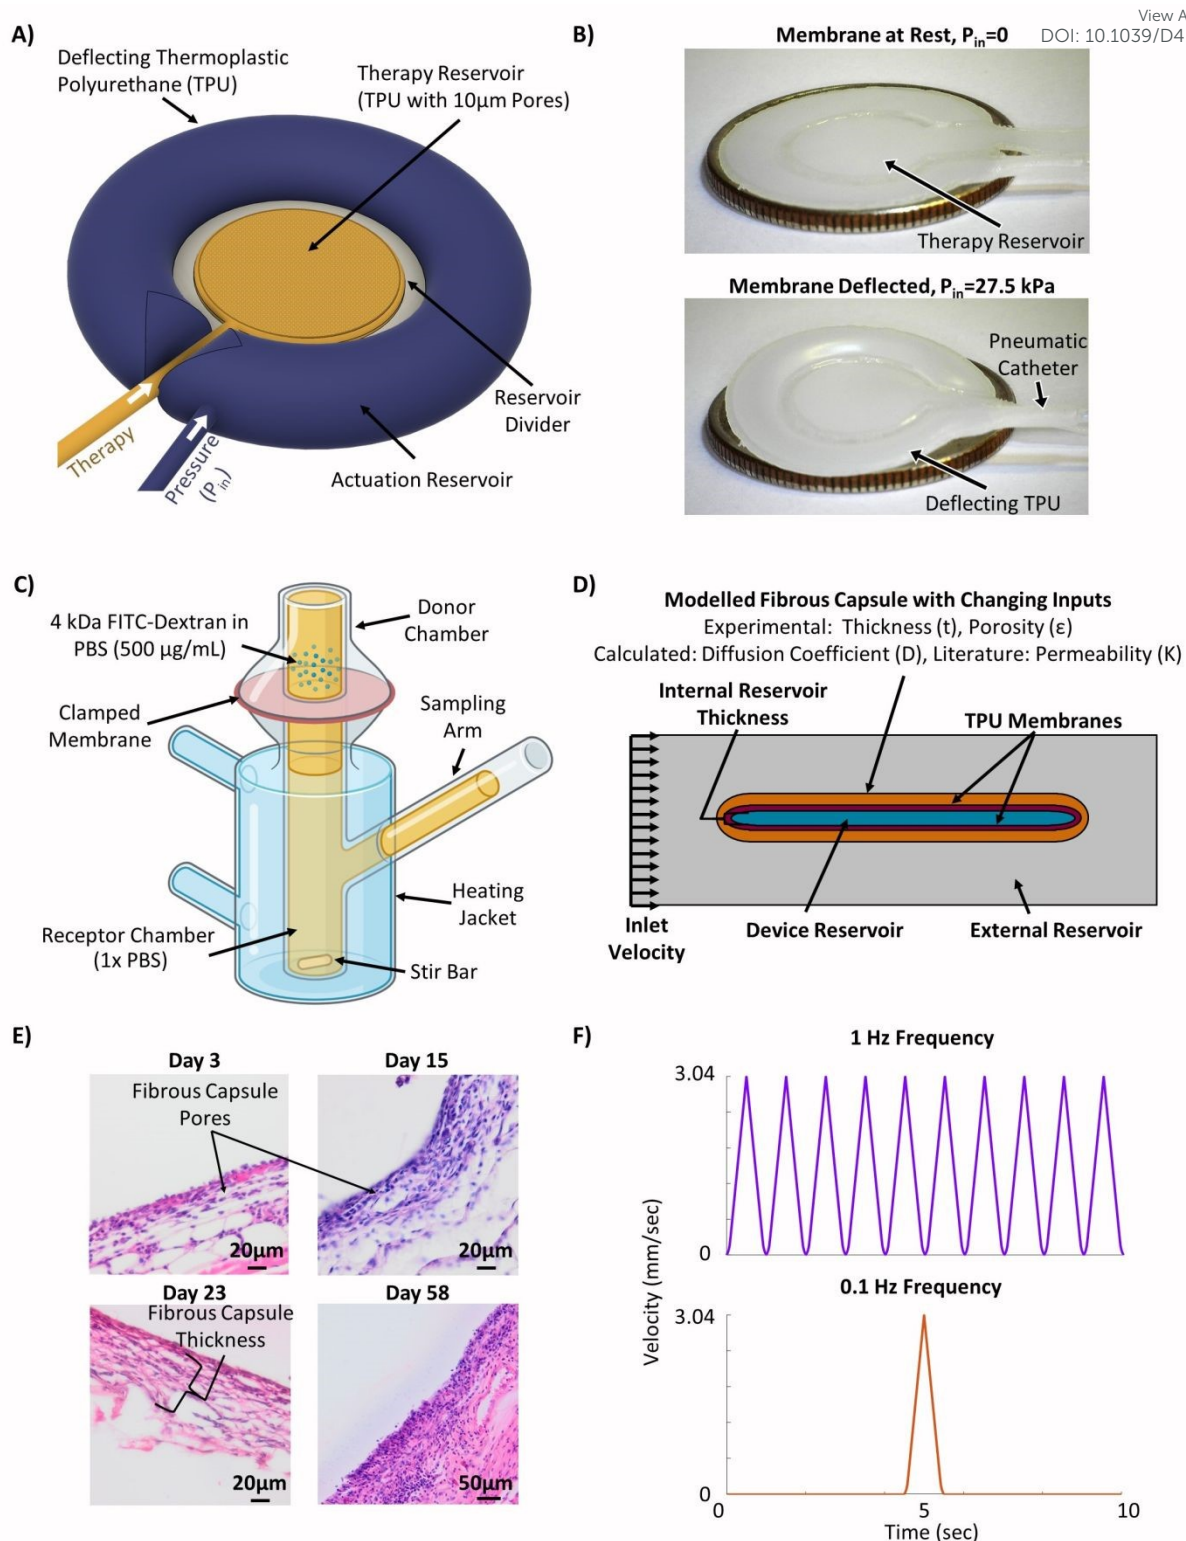 View A
DOI: 10.1039/D4
A)
Deflecting Thermoplastic
Polyurethane (TPU)
Therapy Reservoir
(TPU with 10µm Pores)
Reservoir
Divider
Actuation Reservoir
Therapy
Pressure
(Pin)
B)
Membrane at Rest, Pin=0
Therapy Reservoir
Membrane Deflected, Pin=27.5 kPa
Pneumatic
Catheter
Deflecting TPU
C)
4 kDa FITC-Dextran in
PBS (500 µg/mL)
Donor
Chamber
Clamped
Membrane
Sampling
Arm
Heating
Jacket
Receptor Chamber
(1x PBS)
Stir Bar
D)
Modelled Fibrous Capsule with Changing Inputs
Experimental: Thickness (t), Porosity (ε)
Calculated: Diffusion Coefficient (D), Literature: Permeability (K)
Internal Reservoir
Thickness
TPU Membranes
Inlet
Velocity
Device Reservoir
External Reservoir
E)
Day 3
Day 15
Fibrous Capsule
Pores
20µm
20µm
Day 23
Day 58
Fibrous Capsule
Thickness
20µm
50µm
F)
1 Hz Frequency
3.04
0
0.1 Hz Frequency
3.04
0
Velocity (mm/sec)
0
5
10
Time (sec)